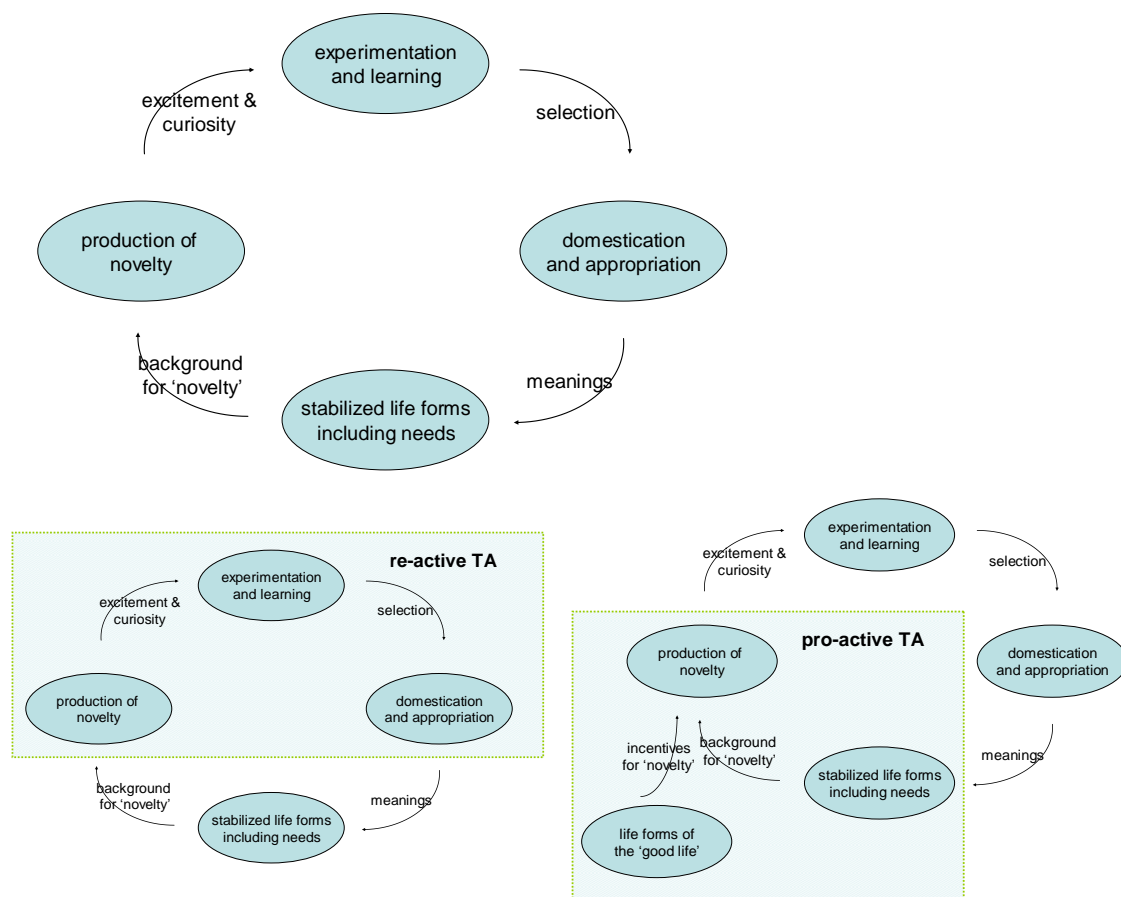 experimentation
and learning
excitement &
curiosity
selection
production of
novelty
domestication
and appropriation
background
for ‘novelty’
meanings
stabilized life forms
including needs
re-active TA
experimentation
and learning
excitement &
curiosity
selection
production of
novelty
domestication
and appropriation
background
for ‘novelty’
meanings
stabilized life forms
including needs
experimentation
and learning
excitement &
curiosity
selection
pro-active TA
production of
novelty
domestication
and appropriation
incentives
for ‘novelty’
background
for ‘novelty’
meanings
stabilized life forms
including needs
life forms of
the ‘good life’